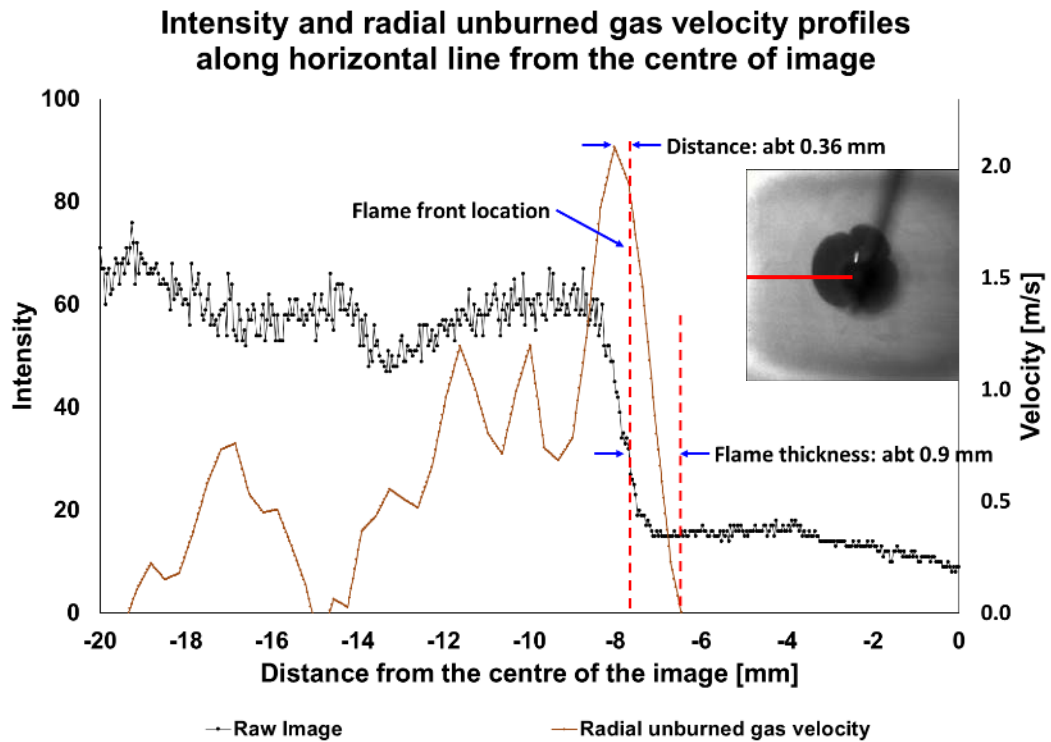 Intensity and radial unburned gas velocity profiles
along horizontal line from the centre of image
100
90
80
60
40
20
0
Intensity
2.0
1.5
1.0
0.5
0.0
Velocity [m/s]
Distance: abt 0.36 mm
Flame front location
Flame thickness: abt 0.9 mm
-20 -18 -16 -14 -12 -10 -8 -6 -4 -2 0
Distance from the centre of the image [mm]
Raw Image Radial unburned gas velocity